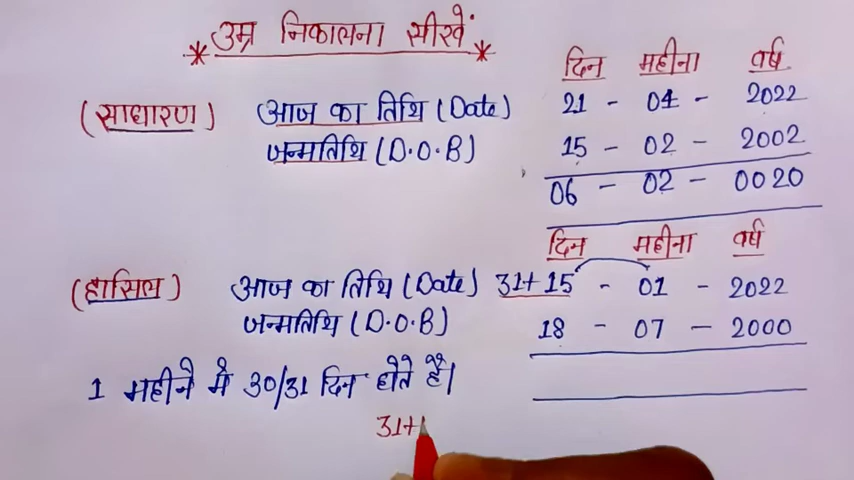 * उम्र निकालना सीखें *
दिन महीना वर्ष
(साधारण) आज का तिथि (Date) 21 - 04 - 2022
जन्मतिथि (D.O.B) 15 - 02 - 2002
06 - 02 - 0020
दिन महीना वर्ष
(हासिल) आज का तिथि (Date) 31+15 - 01 - 2022
जन्मतिथि (D.O.B) 18 - 07 - 2000
1 महीने मे 30/31 दिन होते है।
31+